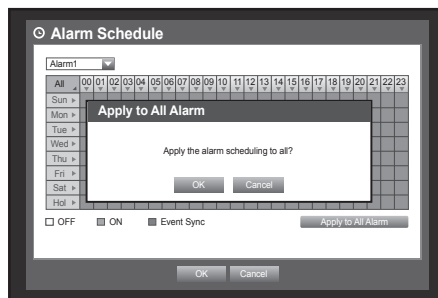 Alarm Schedule
Alarm1
All 00 01 02 03 04 05 06 07 08 09 10 11 12 13 14 15 16 17 18 19 20 21 22 23
Sun
Mon
Tue
Wed
Thu
Fri
Sat
Hol
Apply to All Alarm
Apply the alarm scheduling to all?
OK Cancel
OFF ON Event Sync Apply to All Alarm
OK Cancel